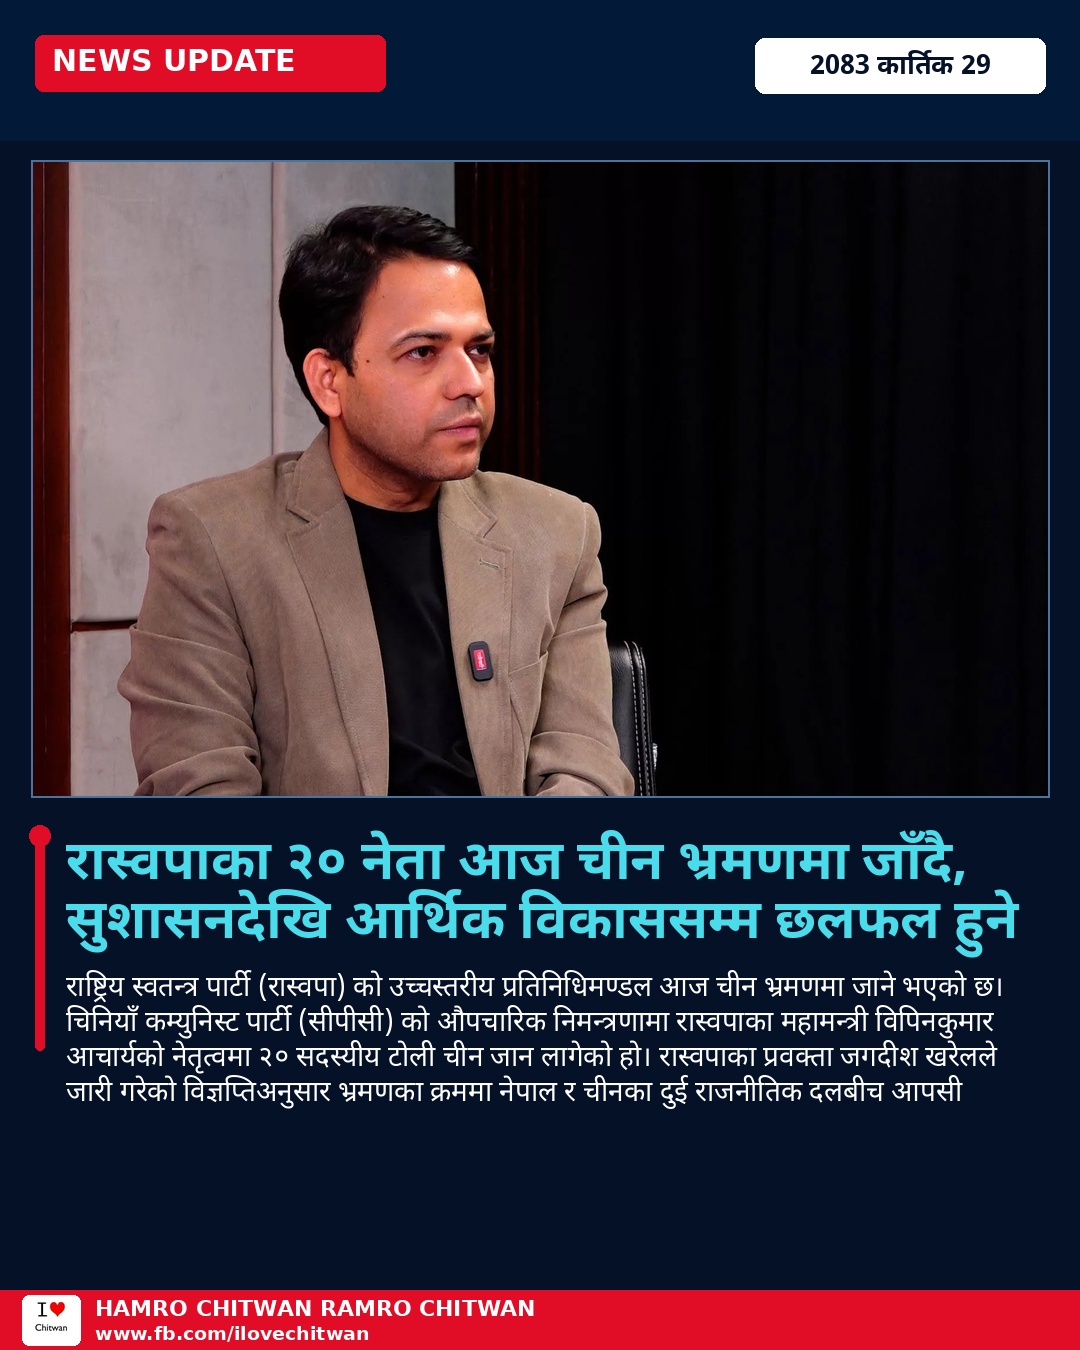 NEWS UPDATE
2083 कार्तिक 29
रास्वपाका २० नेता आज चीन भ्रमणमा जाँदै,
सुशासनदेखि आर्थिक विकाससम्म छलफल हुने
राष्ट्रिय स्वतन्त्र पार्टी (रास्वपा) को उच्चस्तरीय प्रतिनिधिमण्डल आज चीन भ्रमणमा जाने भएको छ।
चिनियाँ कम्युनिस्ट पार्टी (सीपीसी) को औपचारिक निमन्त्रणामा रास्वपाका महामन्त्री विपिनकुमार
आचार्यको नेतृत्वमा २० सदस्यीय टोली चीन जान लागेको हो। रास्वपाका प्रवक्ता जगदीश खरेलले
जारी गरेको विज्ञप्तिअनुसार भ्रमणका क्रममा नेपाल र चीनका दुई राजनीतिक दलबीच आपसी
I ❤
Chitwan
HAMRO CHITWAN RAMRO CHITWAN
www.fb.com/ilovechitwan